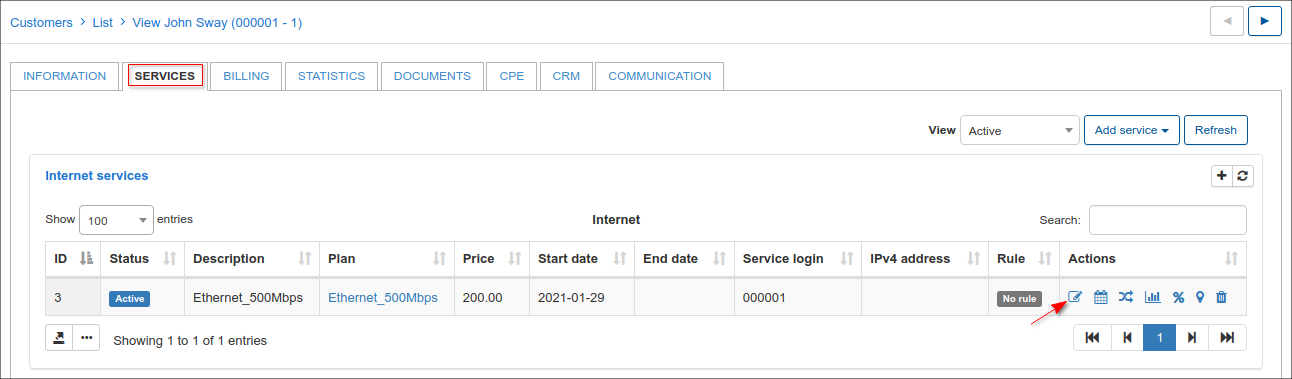 Customers > List > View John Sway (000001 - 1)
INFORMATION SERVICES BILLING STATISTICS DOCUMENTS CPE CRM COMMUNICATION
View Active Add service Refresh
Internet services
Show 100 entries Internet Search:
ID Status Description Plan Price Start date End date Service login IPv4 address Rule Actions
3 Active Ethernet_500Mbps Ethernet_500Mbps 200.00 2021-01-29 000001 No rule
Showing 1 to 1 of 1 entries 1